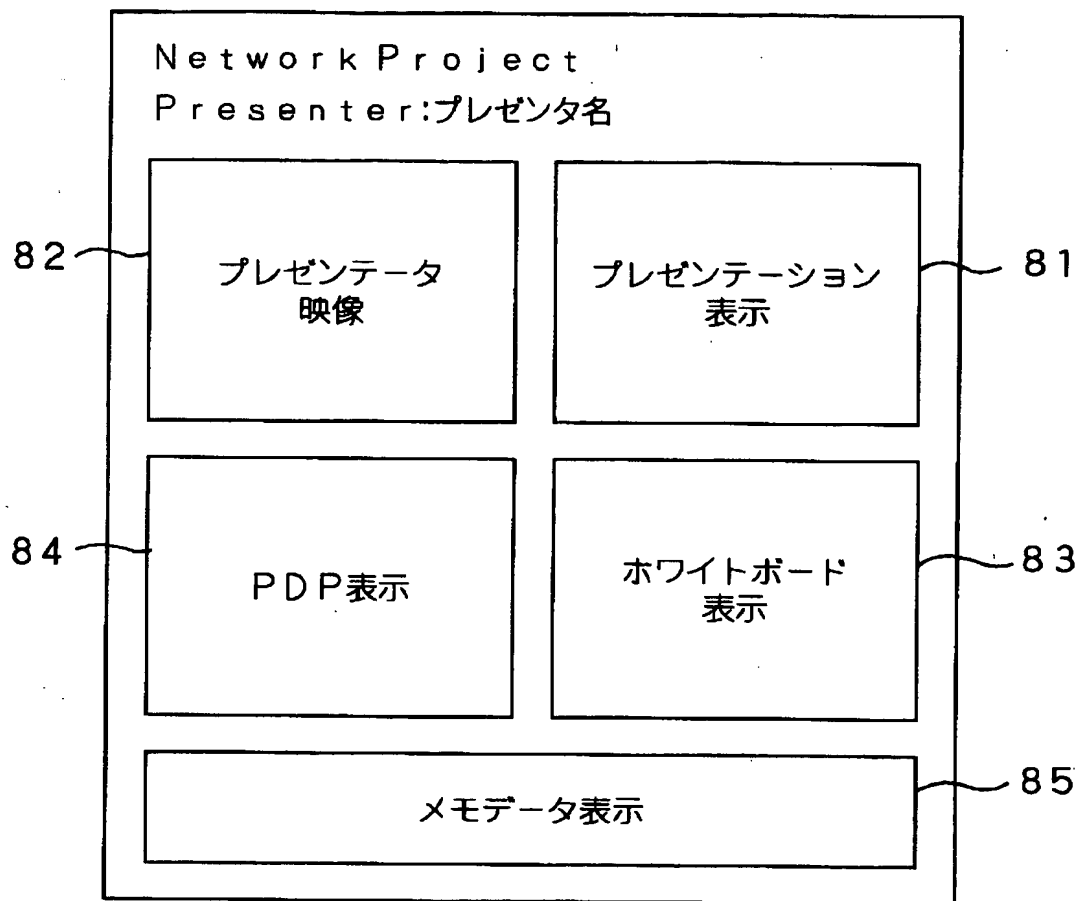 Network Project
Presenter:プレゼンタ名
82
プレゼンテータ
映像
プレゼンテーション
表示
81
84
PDP表示
ホワイトボード
表示
83
メモデータ表示
85